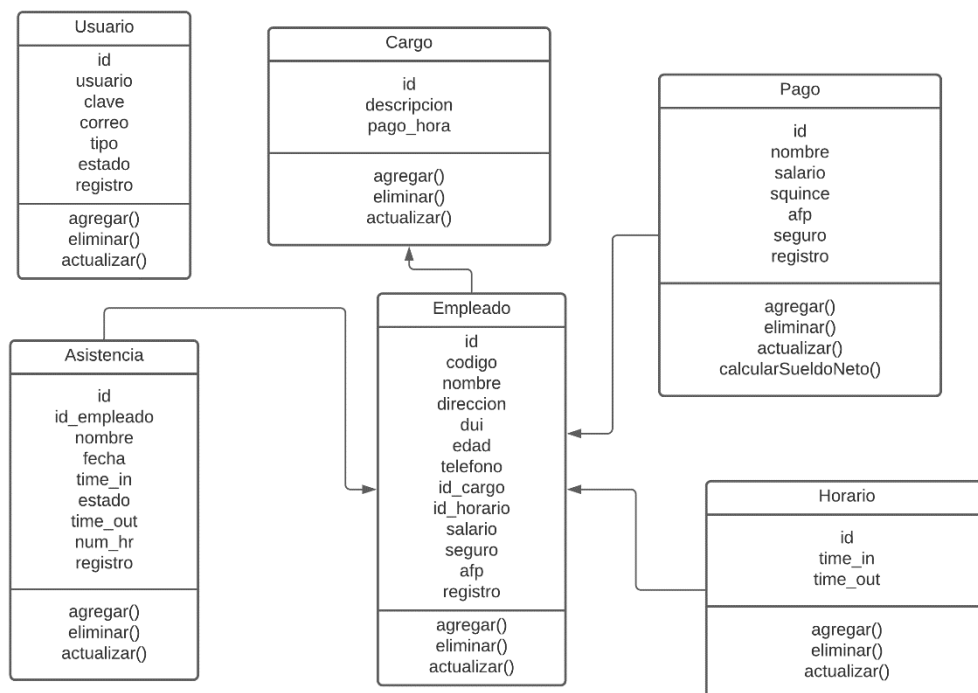 Usuario
id
usuario
clave
correo
tipo
estado
registro
agregar()
eliminar()
actualizar()
Cargo
id
descripcion
pago_hora
agregar()
eliminar()
actualizar()
Pago
id
nombre
salario
squince
afp
seguro
registro
agregar()
eliminar()
actualizar()
calcularSueldoNeto()
Asistencia
id
id_empleado
nombre
fecha
time_in
estado
time_out
num_hr
registro
agregar()
eliminar()
actualizar()
Empleado
id
codigo
nombre
direccion
dui
edad
telefono
id_cargo
id_horario
salario
seguro
afp
registro
agregar()
eliminar()
actualizar()
Horario
id
time_in
time_out
agregar()
eliminar()
actualizar()